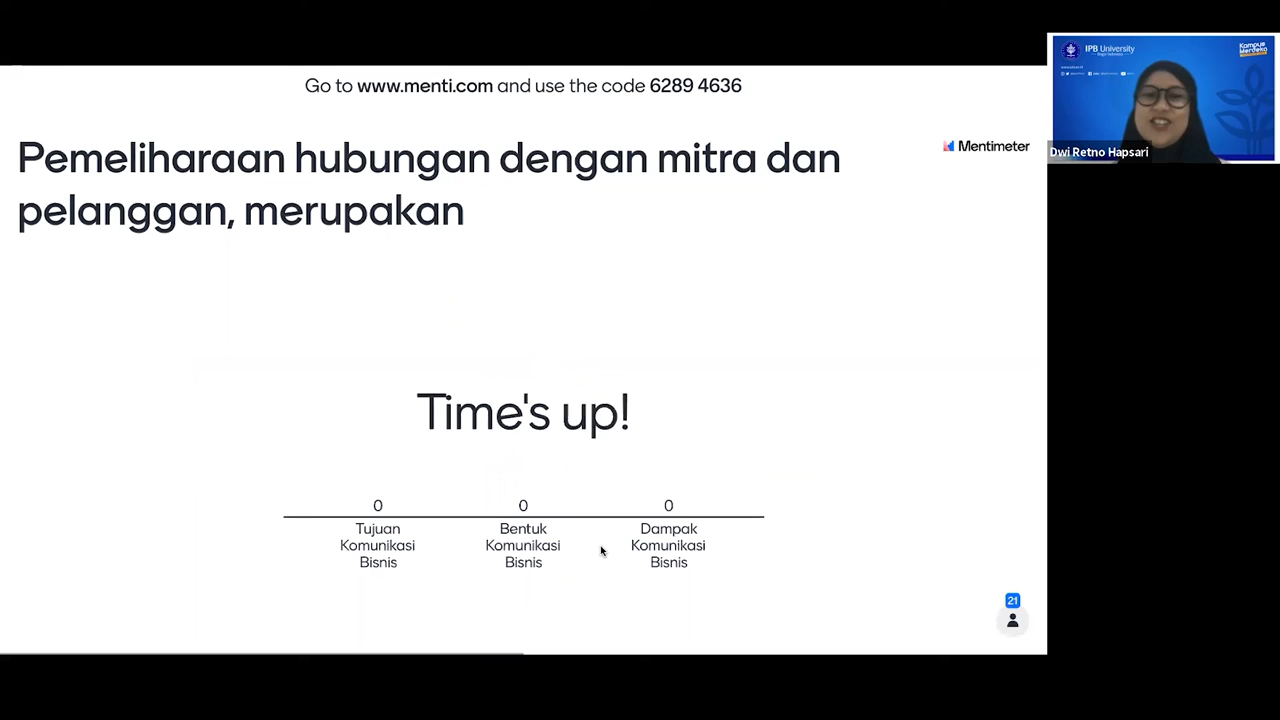 Go to www.menti.com and use the code 6289 4636
Pemeliharaan hubungan dengan mitra dan
pelanggan, merupakan
Mentimeter
Time's up!
0
0
0
Tujuan
Komunikasi
Bisnis
Bentuk
Komunikasi
Bisnis
Dampak
Komunikasi
Bisnis
21
IPB University
Kampus
Merdeka
Dwi Retno Hapsari